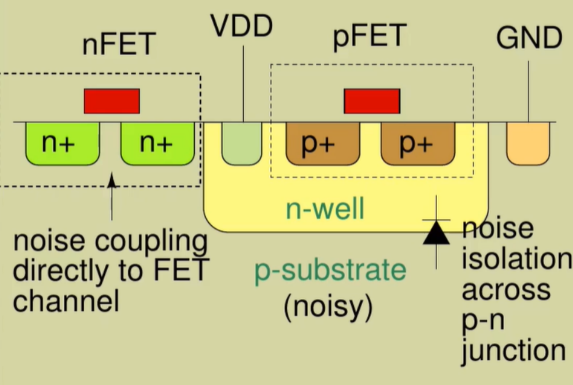 nFET
VDD
pFET
GND
n+
n+
p+
p+
n-well
noise coupling
directly to FET
channel
p-substrate
(noisy)
noise
isolation
across
p-n
junction